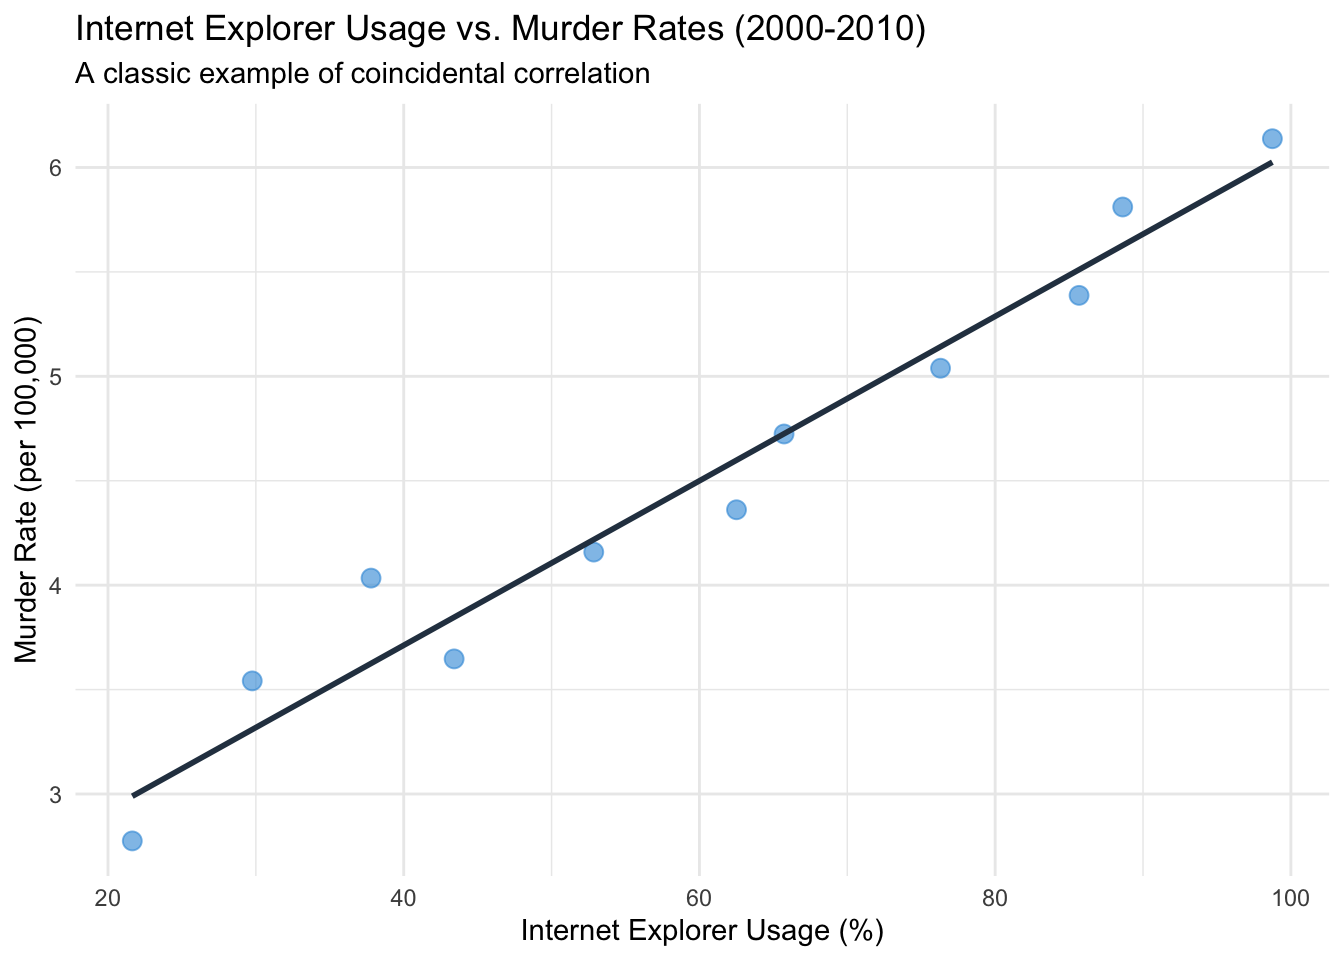 Internet Explorer Usage vs. Murder Rates (2000-2010)
A classic example of coincidental correlation
Murder Rate (per 100,000)
6
5
4
3
20 40 60 80 100
Internet Explorer Usage (%)